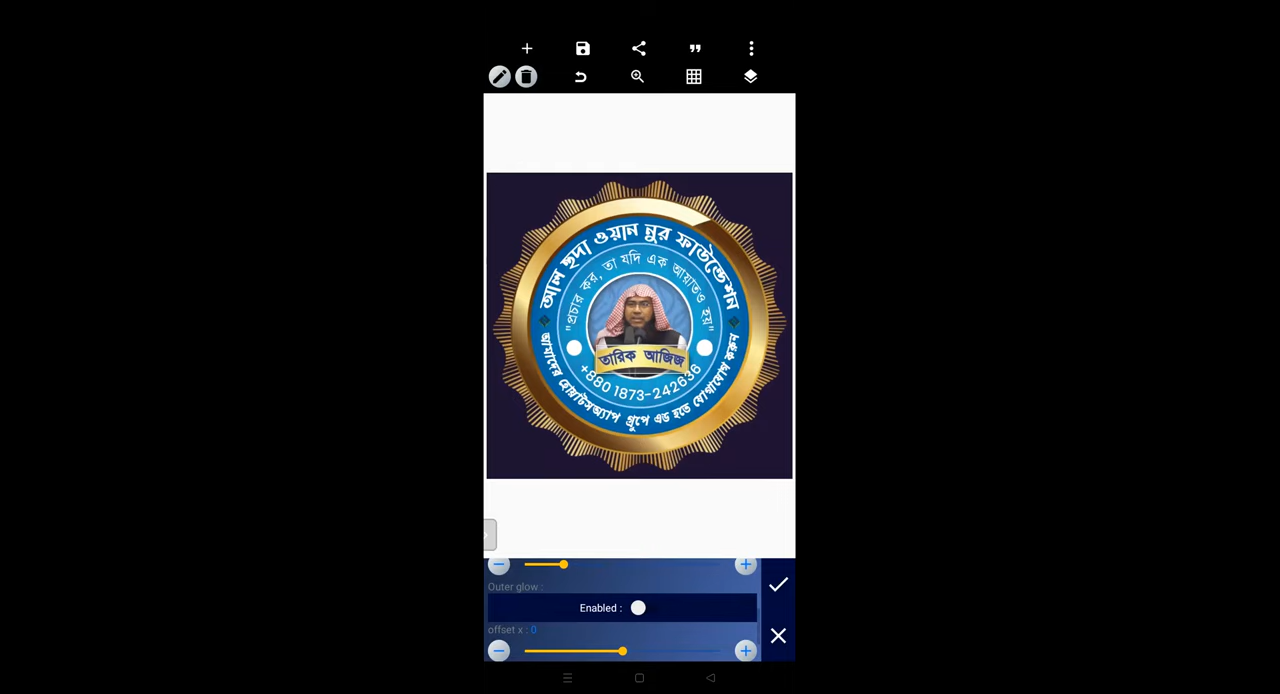 আল হুদা ওয়ান নুর ফাউন্ডেশন
"প্রচার কর, তা যদি এক আয়াতও হয়"
তারিক আজিজ
+880 1873-242636
আমাদের হোয়াটসঅ্যাপ গ্রুপে এড হতে যোগাযোগ করুন
Outer glow :
Enabled :
offset x : 0